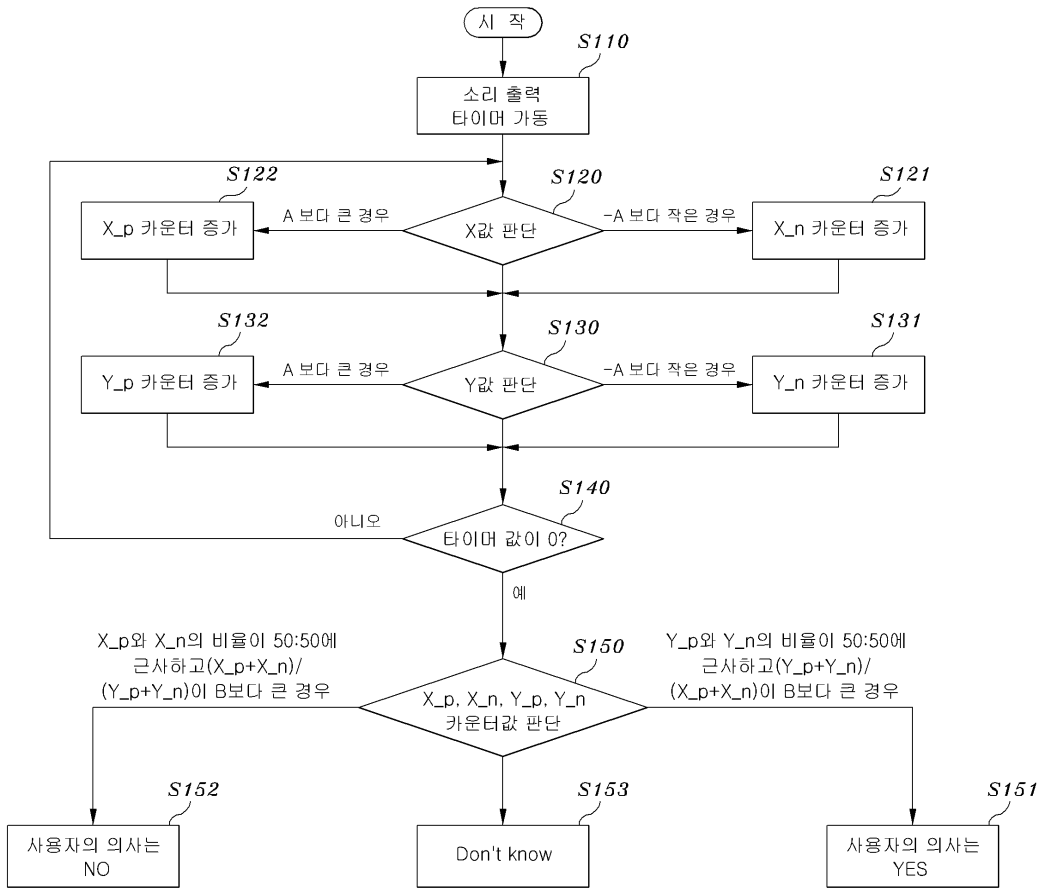 시 작
S110
소리 출력
타이머 가동
S122
S120
S121
X_p 카운터 증가
A 보다 큰 경우
X값 판단
-A 보다 작은 경우
X_n 카운터 증가
S132
S130
S131
Y_p 카운터 증가
A 보다 큰 경우
Y값 판단
-A 보다 작은 경우
Y_n 카운터 증가
S140
아니오
타이머 값이 0?
예
X_p와 X_n의 비율이 50:50에
근사하고(X_p+X_n)/
(Y_p+Y_n)이 B보다 큰 경우
S150
X_p, X_n, Y_p, Y_n
카운터값 판단
Y_p와 Y_n의 비율이 50:50에
근사하고(Y_p+Y_n)/
(X_p+X_n)이 B보다 큰 경우
S152
사용자의 의사는
NO
S153
Don't know
S151
사용자의 의사는
YES